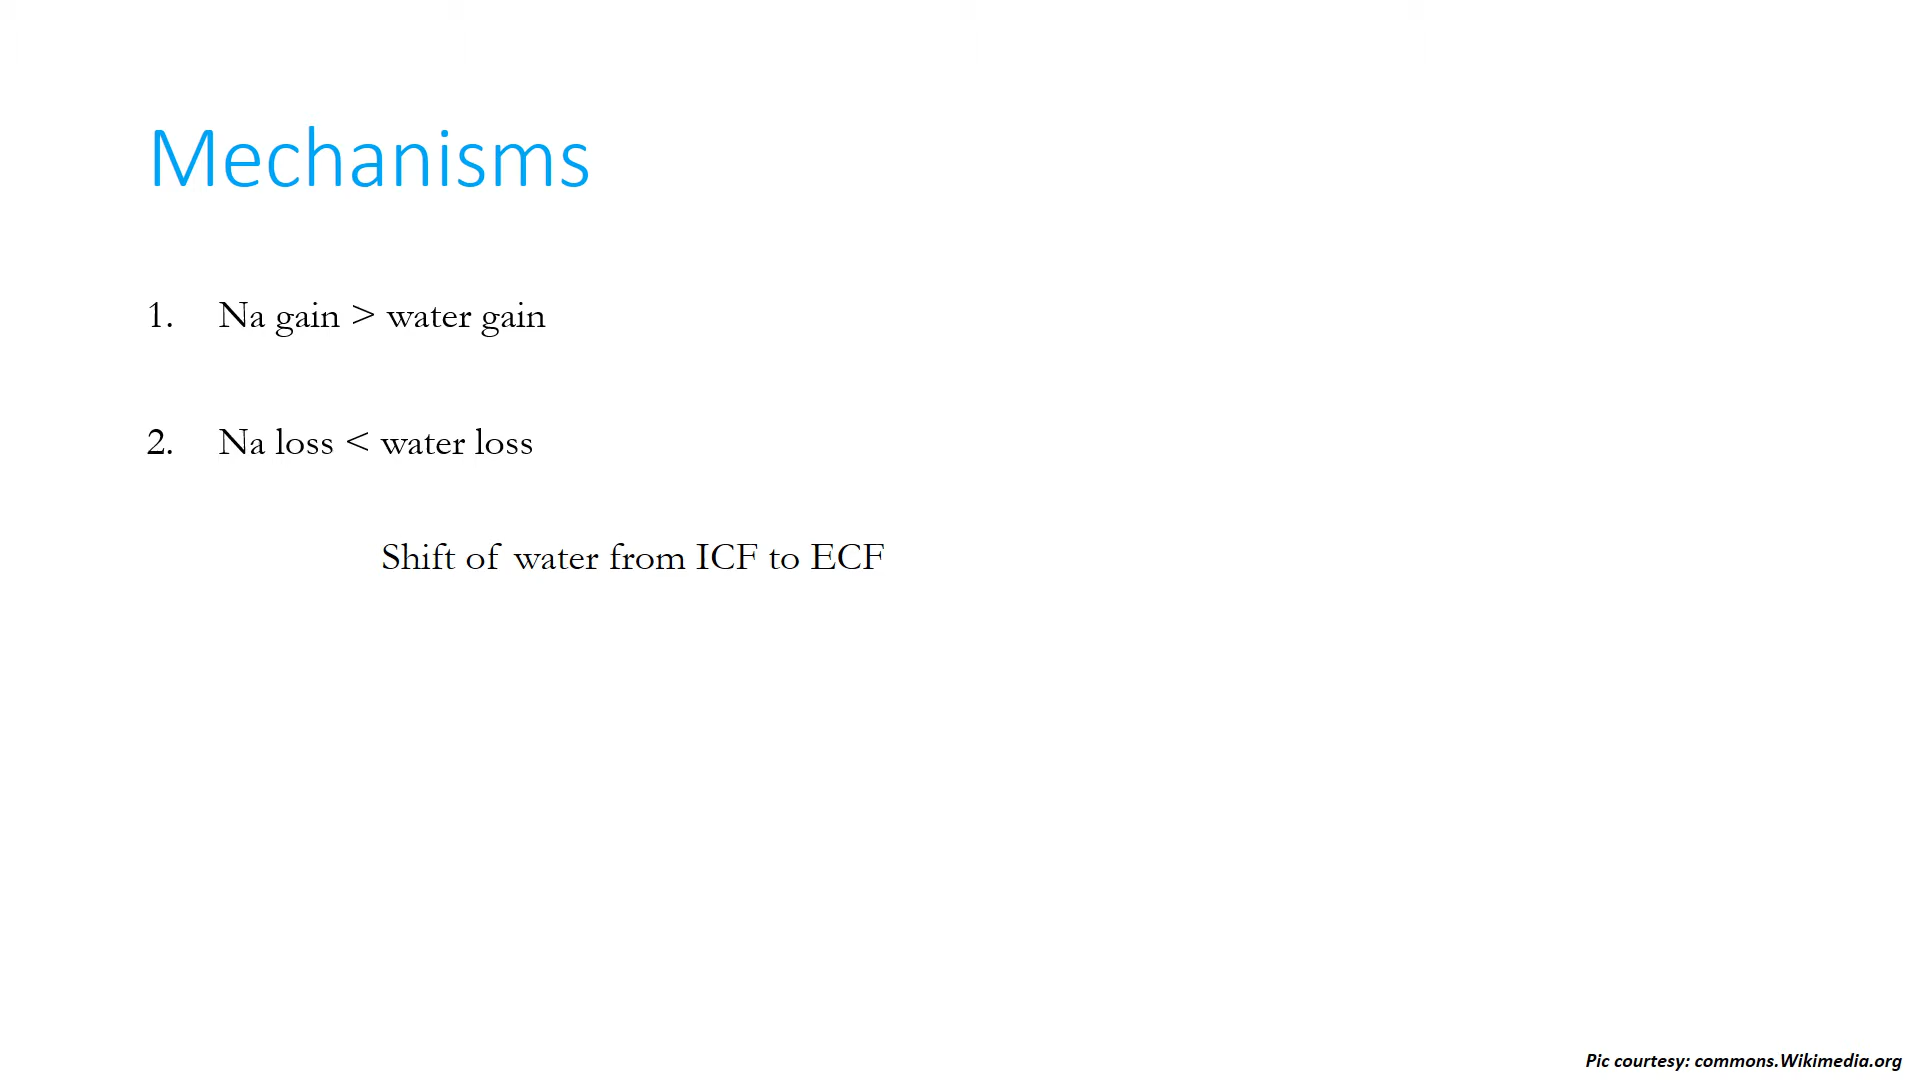 Mechanisms
1. Na gain > water gain
2. Na loss < water loss
Shift of water from ICF to ECF
Pic courtesy: commons.Wikimedia.org